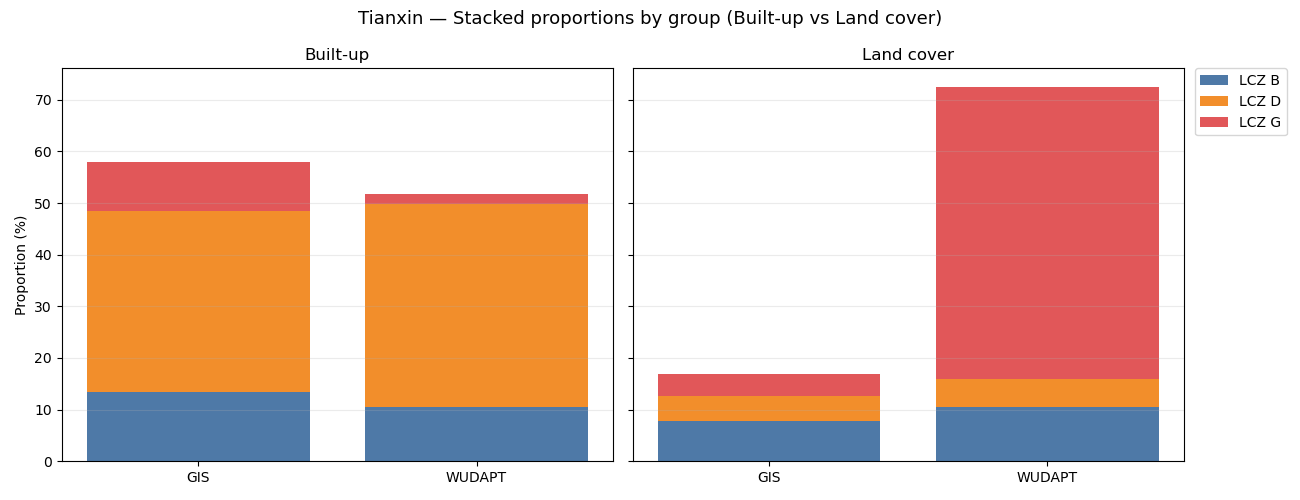 Tianxin — Stacked proportions by group (Built-up vs Land cover)
Built-up
Land cover
Proportion (%)
70
60
50
40
30
20
10
0
GIS
WUDAPT
GIS
WUDAPT
LCZ B
LCZ D
LCZ G